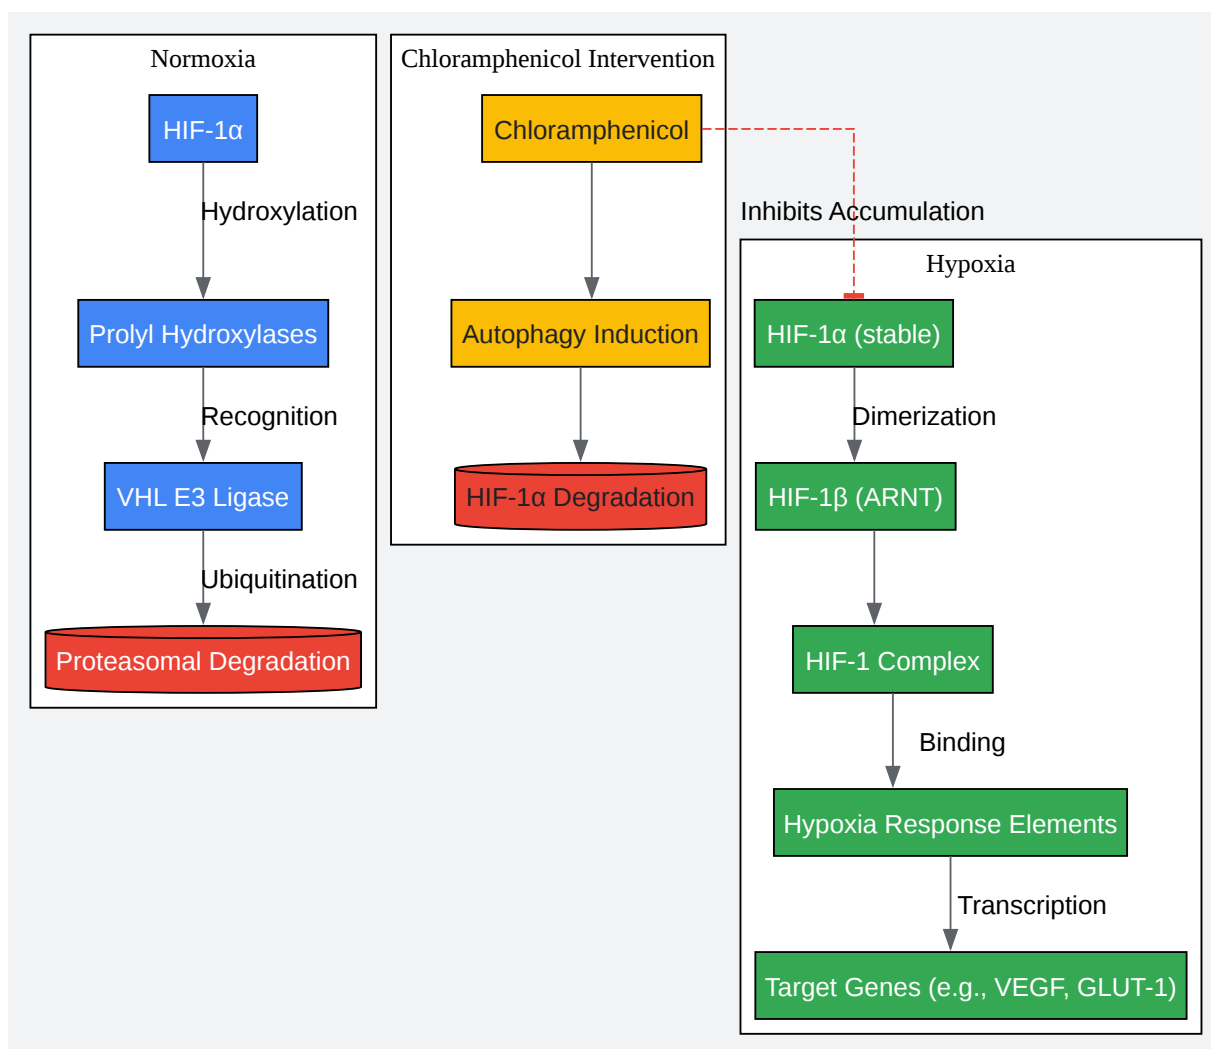 Normoxia
HIF-1α
Hydroxylation
Prolyl Hydroxylases
Recognition
VHL E3 Ligase
Ubiquitination
Proteasomal Degradation
Chloramphenicol Intervention
Chloramphenicol
Autophagy Induction
HIF-1α Degradation
Inhibits Accumulation
Hypoxia
HIF-1α (stable)
Dimerization
HIF-1β (ARNT)
HIF-1 Complex
Binding
Hypoxia Response Elements
Transcription
Target Genes (e.g., VEGF, GLUT-1)